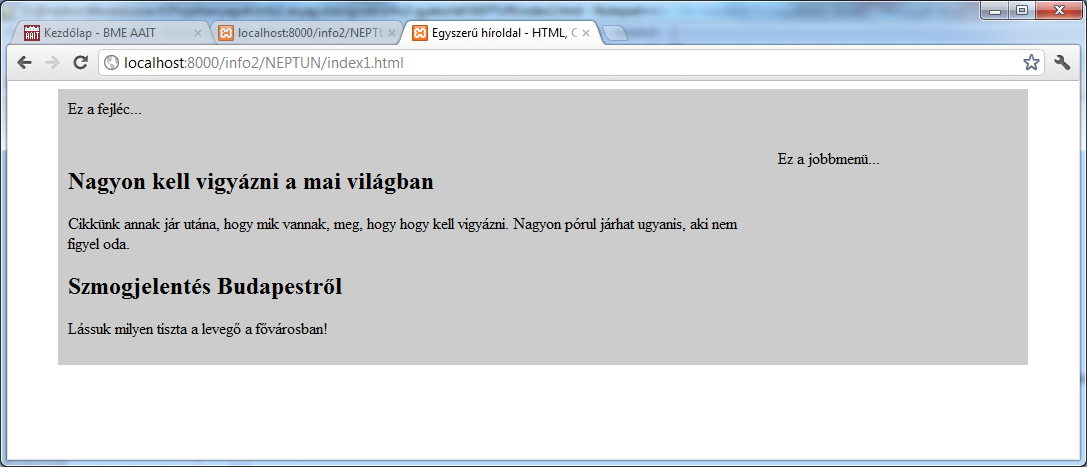 Kezdőlap - BME AAIT
localhost:8000/info2/NEPTU
Egyszerű híroldal - HTML, C
localhost:8000/info2/NEPTUN/index1.html
Ez a fejléc...
Ez a jobbmenü...
Nagyon kell vigyázni a mai világban
Cikkünk annak jár utána, hogy mik vannak, meg, hogy hogy kell vigyázni. Nagyon pórul járhat ugyanis, aki nem
figyel oda.
Szmogjelentés Budapestről
Lássuk milyen tiszta a levegő a fővárosban!